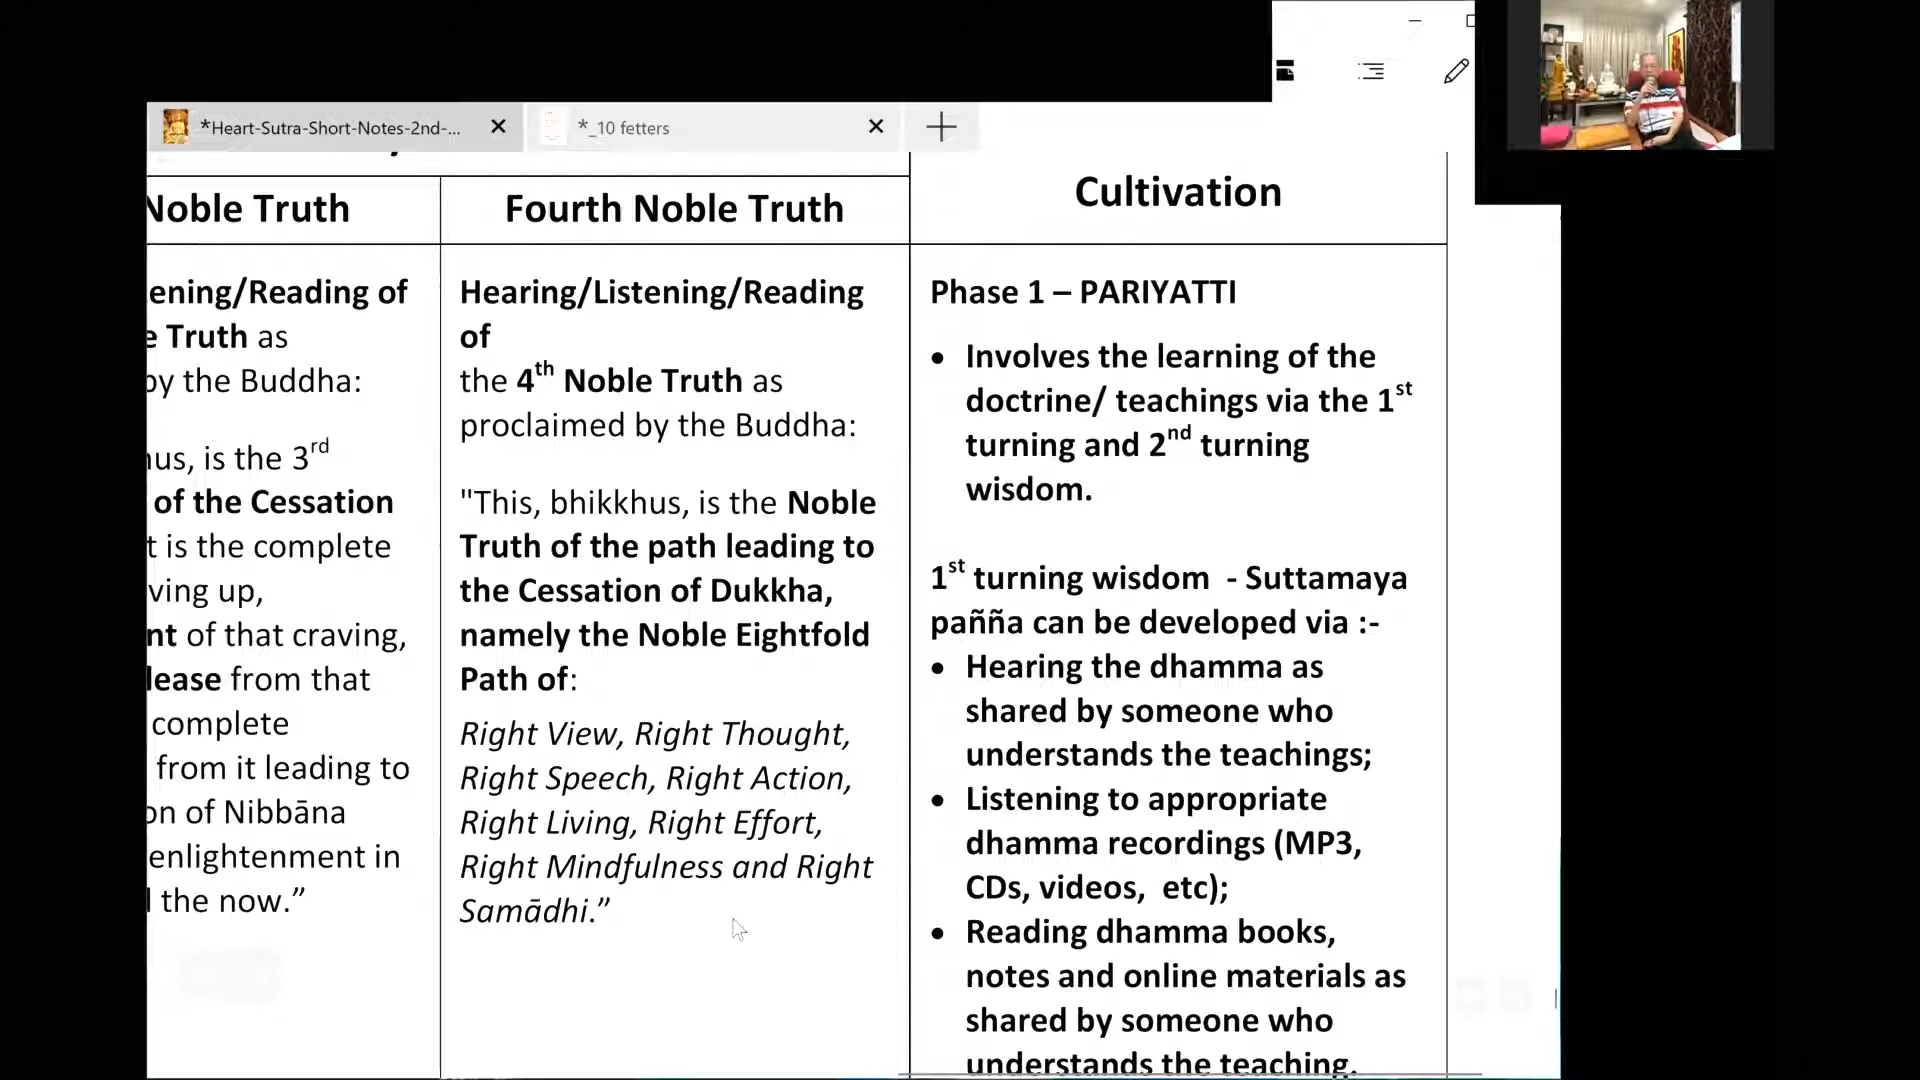 *Heart-Sutra-Short-Notes-2nd-...
*_10 fetters
Noble Truth
ening/Reading of
e Truth as
by the Buddha:
us, is the 3rd
of the Cessation
t is the complete
ving up,
nt of that craving,
lease from that
complete
from it leading to
on of Nibbāna
enlightenment in
the now.”
Fourth Noble Truth
Hearing/Listening/Reading
of
the 4th Noble Truth as
proclaimed by the Buddha:
"This, bhikkhus, is the Noble
Truth of the path leading to
the Cessation of Dukkha,
namely the Noble Eightfold
Path of:
Right View, Right Thought,
Right Speech, Right Action,
Right Living, Right Effort,
Right Mindfulness and Right
Samādhi.”
Cultivation
Phase 1 – PARIYATTI
• Involves the learning of the
doctrine/ teachings via the 1st
turning and 2nd turning
wisdom.
1st turning wisdom - Suttamaya
pañña can be developed via :-
• Hearing the dhamma as
shared by someone who
understands the teachings;
• Listening to appropriate
dhamma recordings (MP3,
CDs, videos, etc);
• Reading dhamma books,
notes and online materials as
shared by someone who
understands the teaching.